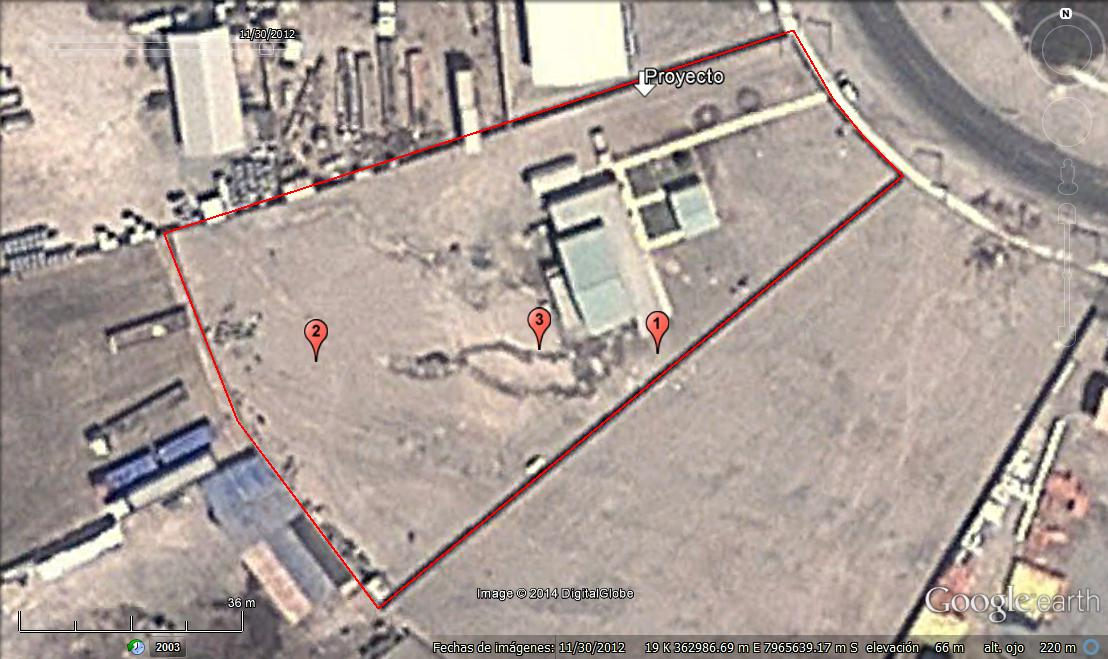 11/30/2012
N
Proyecto
2
3
1
Image © 2014 DigitalGlobe
Google earth
36 m
2003
Fechas de imágenes: 11/30/2012 19 K 362986.69 m E 7965639.17 m S elevación 66 m alt. ojo 220 m